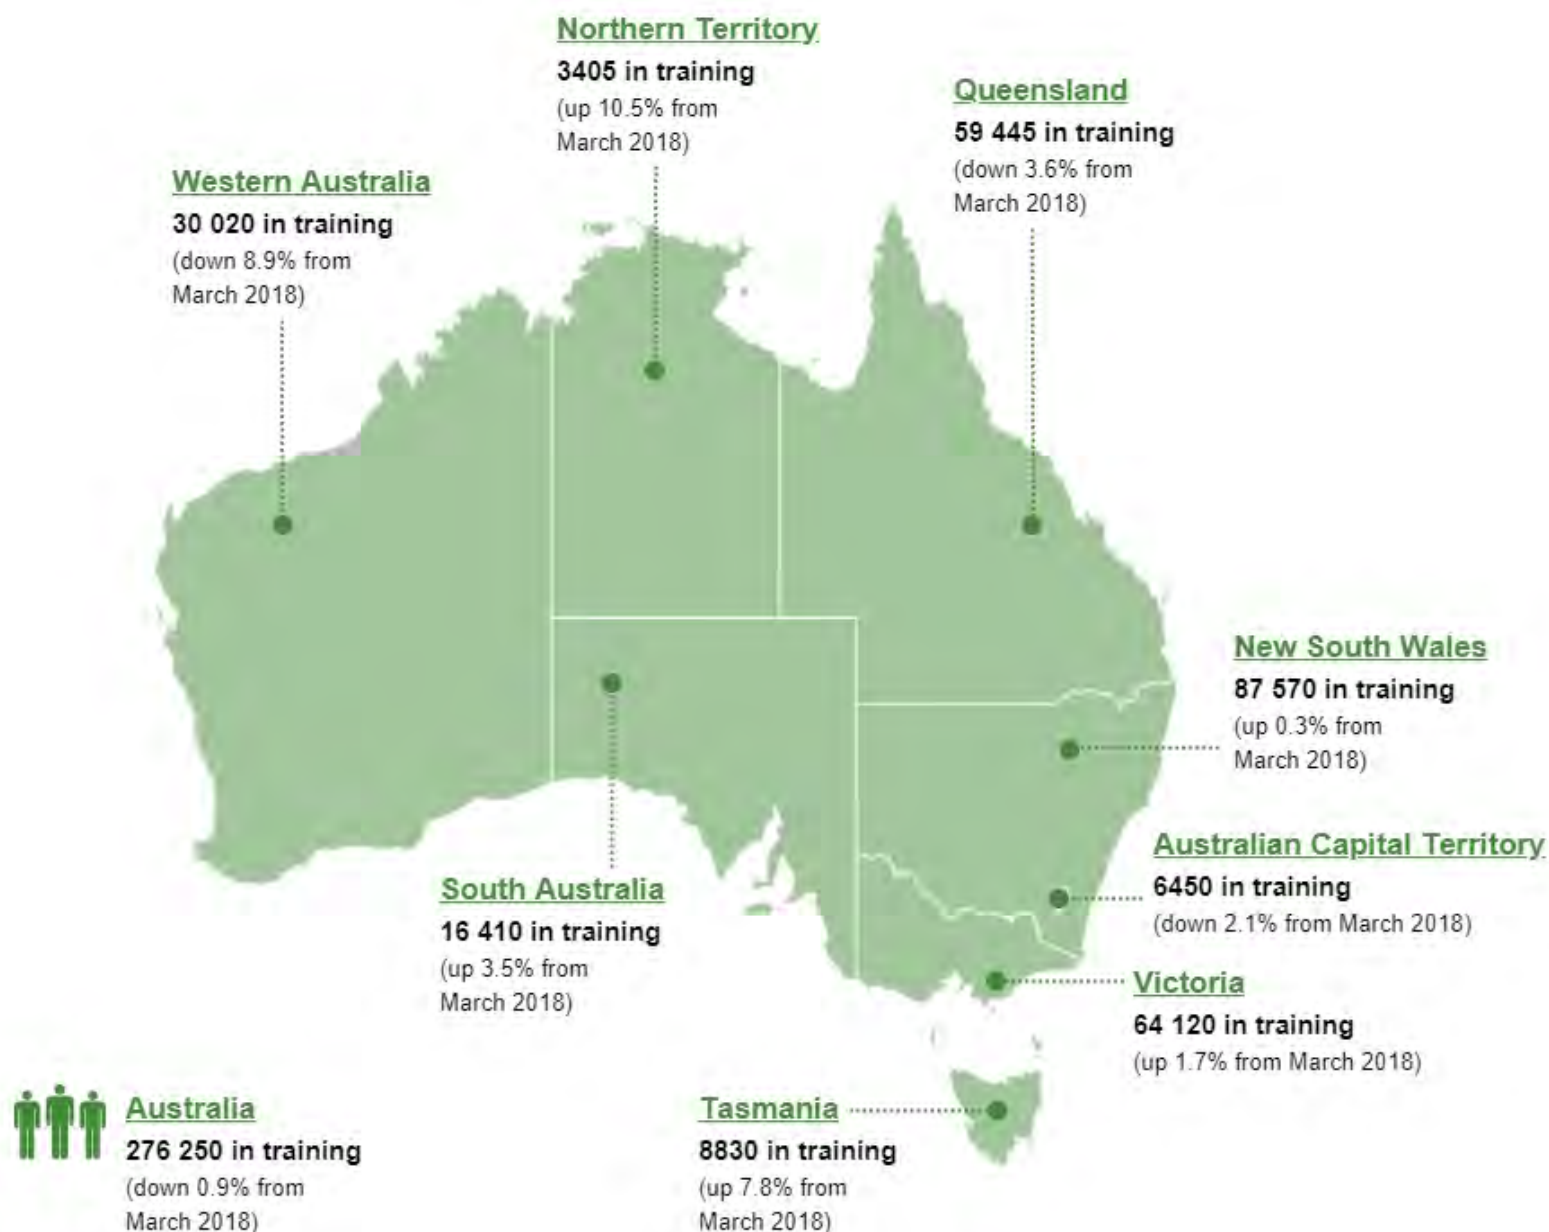 Northern Territory
3405 in training
(up 10.5% from
March 2018)
Queensland
59 445 in training
(down 3.6% from
March 2018)
Western Australia
30 020 in training
(down 8.9% from
March 2018)
New South Wales
87 570 in training
(up 0.3% from
March 2018)
Australian Capital Territory
6450 in training
(down 2.1% from March 2018)
South Australia
16 410 in training
(up 3.5% from
March 2018)
Victoria
64 120 in training
(up 1.7% from March 2018)
Australia
276 250 in training
(down 0.9% from
March 2018)
Tasmania
8830 in training
(up 7.8% from
March 2018)